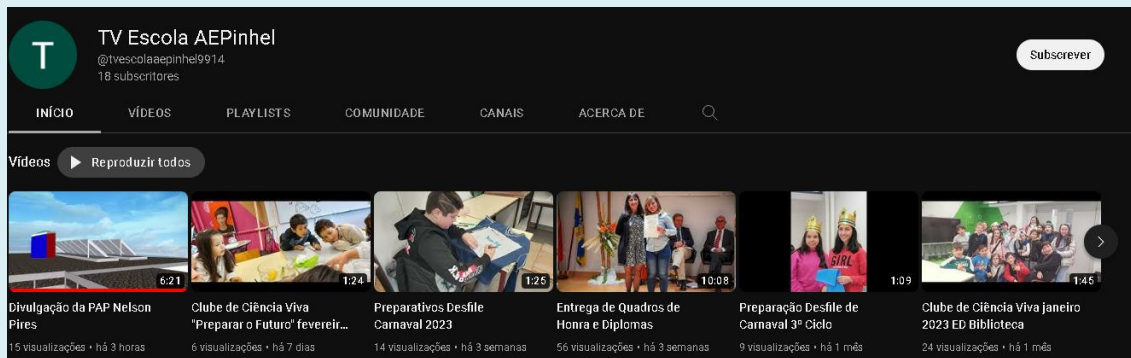 T
TV Escola AEPinhel
@tvescolaaepinhel9914
18 subscritores
Subscrever
INÍCIO VÍDEOS PLAYLISTS COMUNIDADE CANAIS ACERCA DE
Vídeos
Reproduzir todos
6:21
1:24
1:25
10:08
GIRL
1:09
1:45
Divulgação da PAP Nelson
Pires
15 visualizações • há 3 horas
Clube de Ciência Viva
"Preparar o Futuro" fevereir...
6 visualizações • há 7 dias
Preparativos Desfile
Carnaval 2023
14 visualizações • há 3 semanas
Entrega de Quadros de
Honra e Diplomas
56 visualizações • há 3 semanas
Preparação Desfile de
Carnaval 3º Ciclo
9 visualizações • há 1 mês
Clube de Ciência Viva janeiro
2023 ED Biblioteca
24 visualizações • há 1 mês